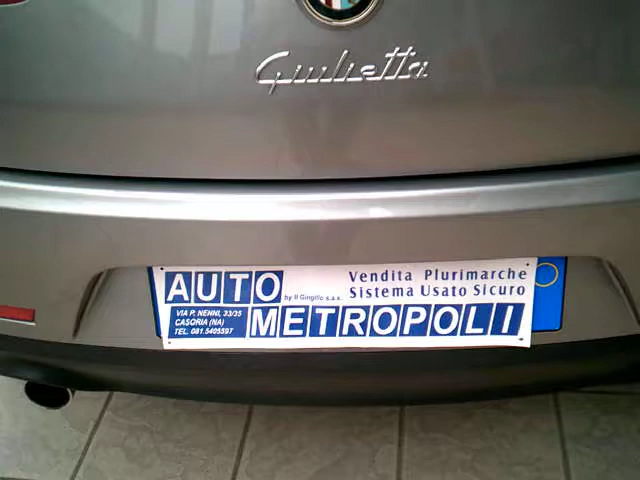 Giulietta
AUTO
by Il Gingillo s.a.s.
Vendita Plurimarche
Sistema Usato Sicuro
VIA P. NENNI, 33/35
CASORIA (NA)
TEL. 081.5405597
METROPOLI